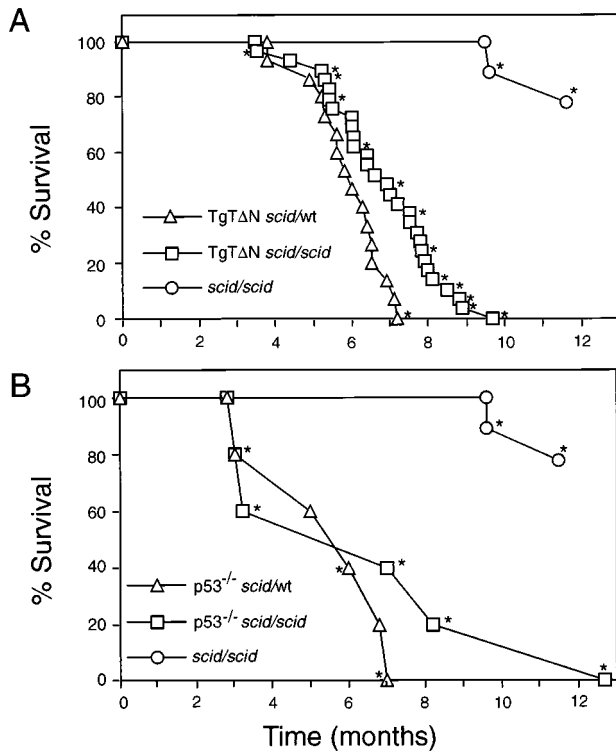 A
% Survival
100
80
60
40
20
0
TgTΔN scid/wt
TgTΔN scid/scid
scid/scid
* * * * * * * * * * * * * * * *
0 2 4 6 8 10 12
B
% Survival
100
80
60
40
20
0
p53-/- scid/wt
p53-/- scid/scid
scid/scid
* * * * * * * * *
0 2 4 6 8 10 12
Time (months)